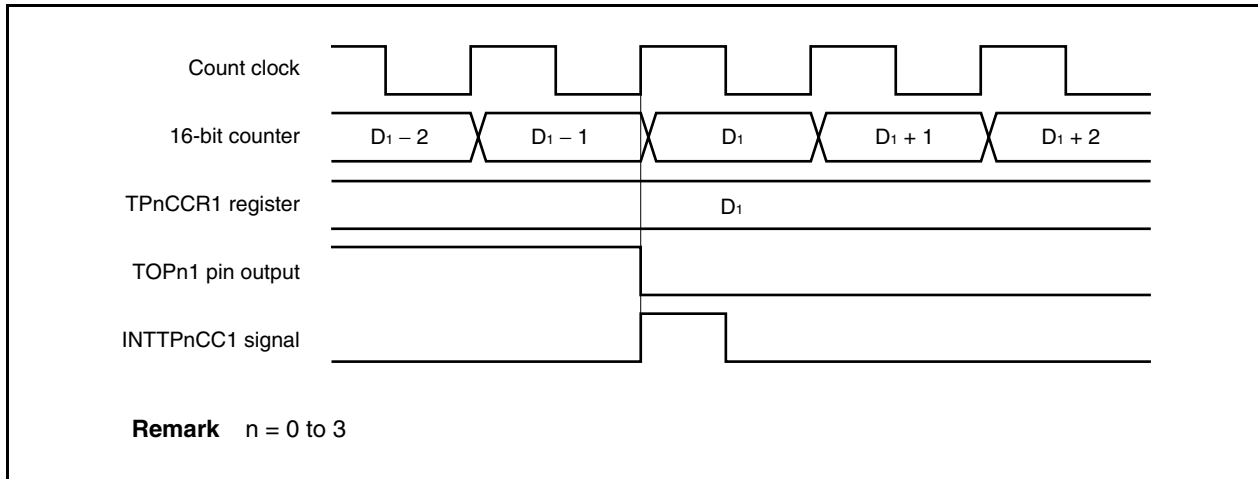 Count clock
16-bit counter
D1 – 2 D1 – 1 D1 D1 + 1 D1 + 2
TPnCCR1 register
D1
TOPn1 pin output
INTTPnCC1 signal
Remark n = 0 to 3